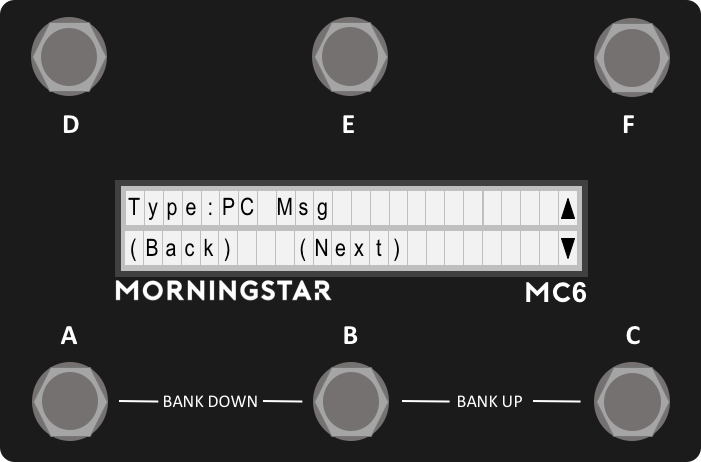 D E F
Type:PC Msg ▲
(Back) (Next) ▼
MORNINGSTAR MC6
A B C
BANK DOWN BANK UP